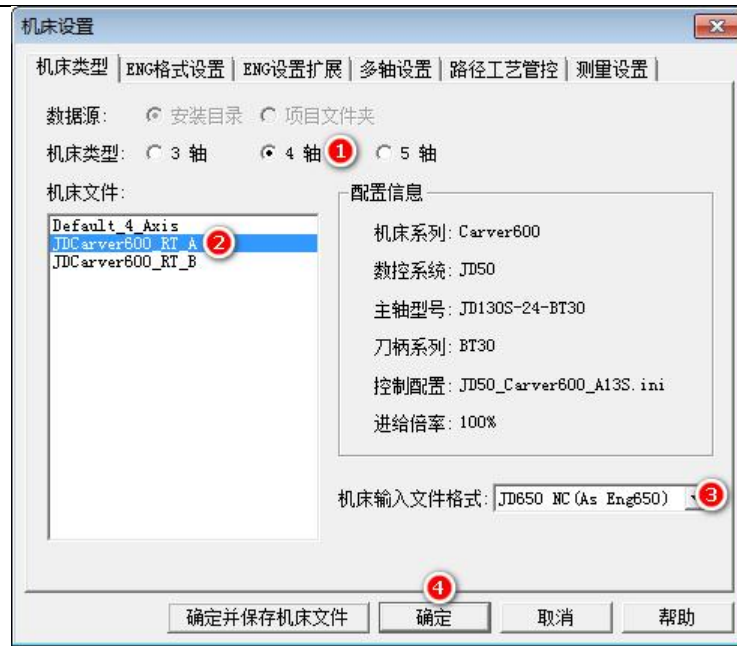 机床设置
机床类型 ENG格式设置 ENG设置扩展 多轴设置 路径工艺管控 测量设置
数据源: 安装目录 项目文件夹
机床类型: 3 轴 4 轴 1 5 轴
机床文件:
Default_4_Axis
JDCarver600_RT_A 2
JDCarver600_RT_B
配置信息
机床系列: Carver600
数控系统: JD50
主轴型号: JD130S-24-BT30
刀柄系列: BT30
控制配置: JD50_Carver600_A13S.ini
进给倍率: 100%
机床输入文件格式: JD650 NC(As Eng650) 3
4
确定并保存机床文件 确定 取消 帮助